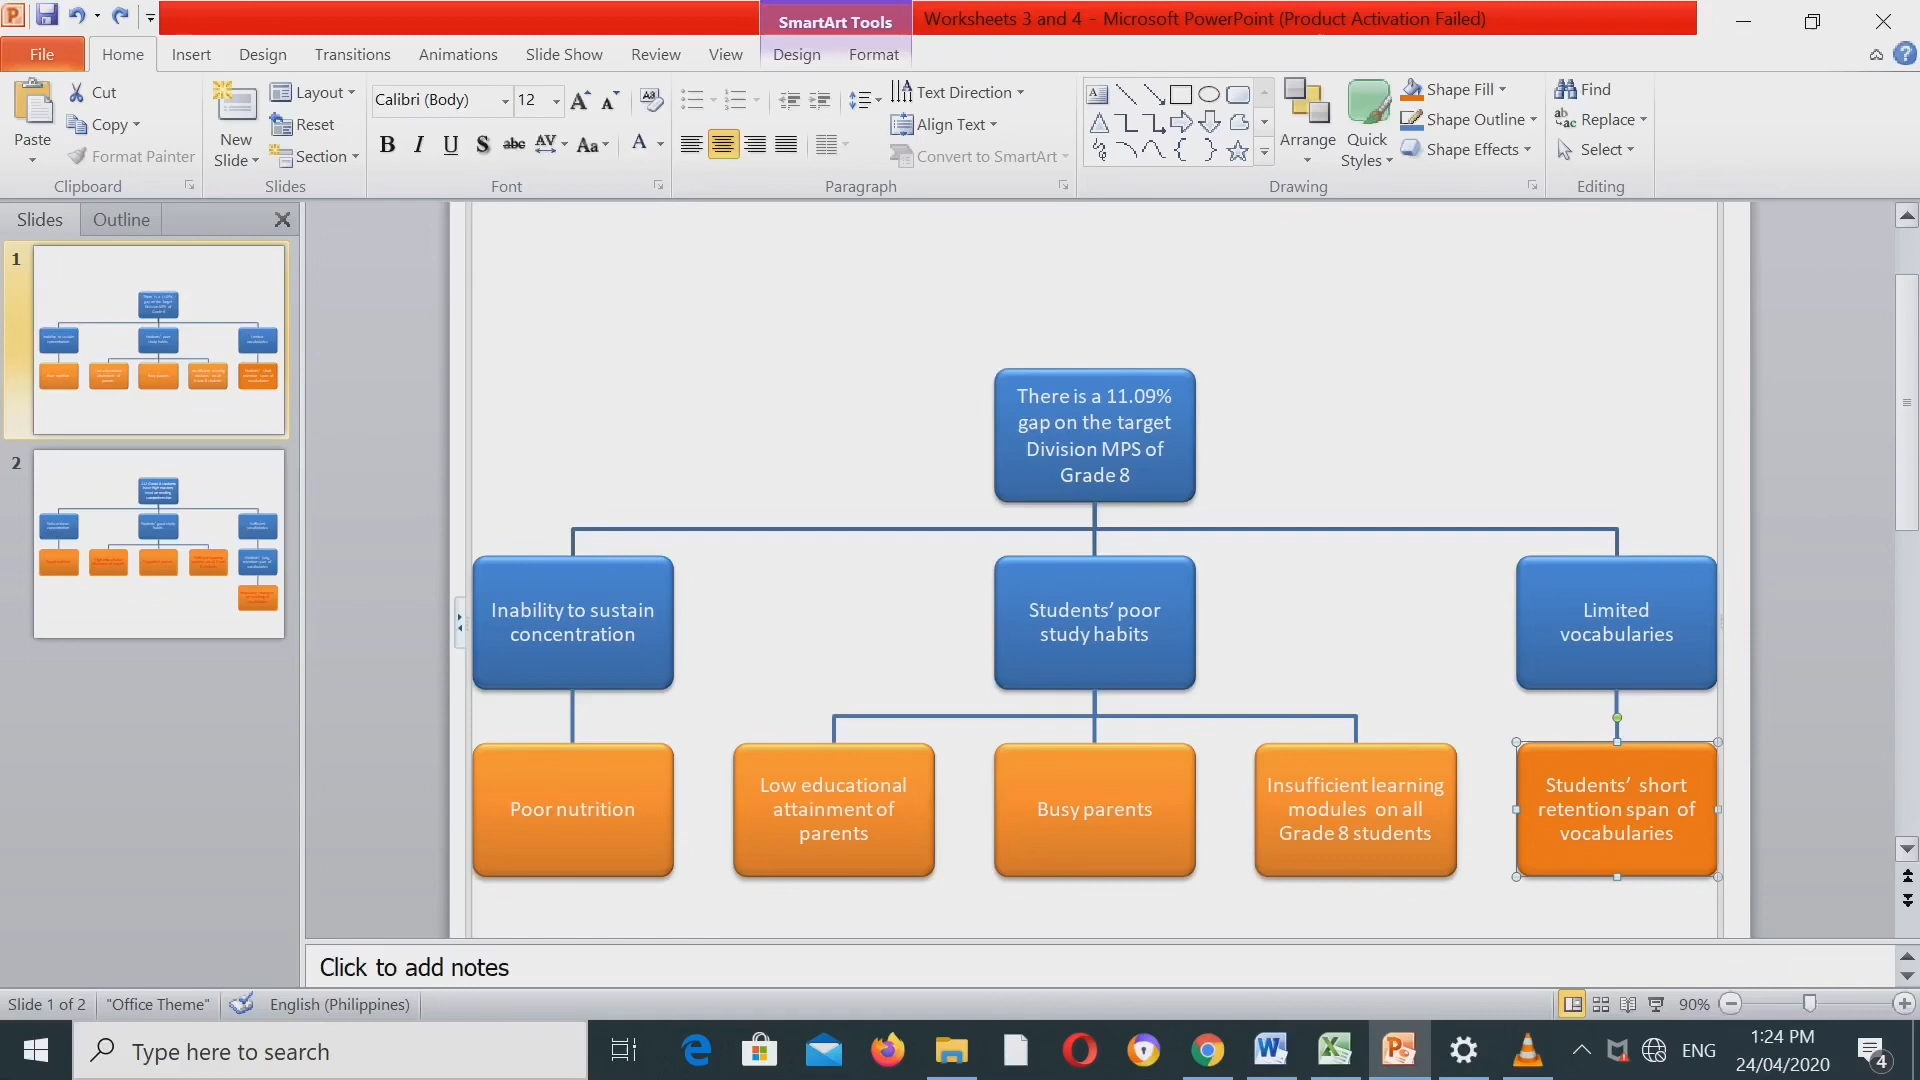 SmartArt Tools
Worksheets 3 and 4 - Microsoft PowerPoint (Product Activation Failed)
File Home Insert Design Transitions Animations Slide Show Review View Design Format
Paste
Cut
Copy
Format Painter
Clipboard
New
Slide
Layout
Reset
Section
Slides
Calibri (Body) 12
B I U S abc AV Aa A
Font
Text Direction
Align Text
Convert to SmartArt
Paragraph
Arrange
Quick
Styles
Shape Fill
Shape Outline
Shape Effects
Drawing
Find
Replace
Select
Editing
Slides Outline
1
2
There is a 11.09%
gap on the target
Division MPS of
Grade 8
Inability to sustain
concentration
Students’ poor
study habits
Limited
vocabularies
Poor nutrition
Low educational
attainment of
parents
Busy parents
Insufficient learning
modules on all
Grade 8 students
Students’ short
retention span of
vocabularies
Click to add notes
Slide 1 of 2 "Office Theme" English (Philippines) 90%
Type here to search
ENG
1:24 PM
24/04/2020
4